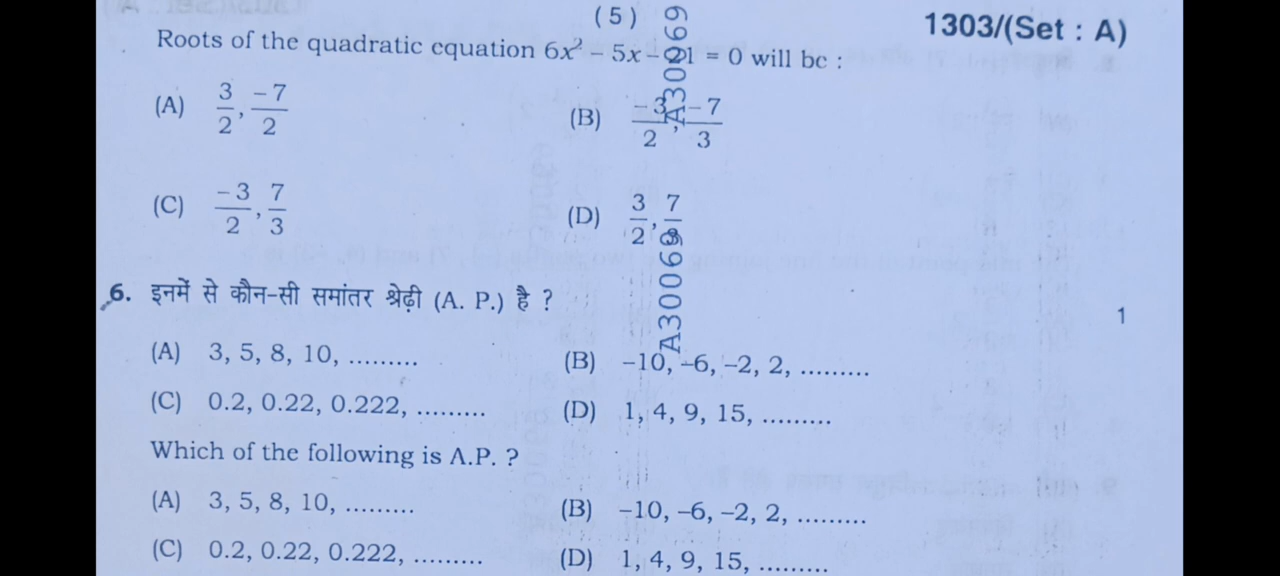 (5)
1303/(Set : A)
Roots of the quadratic equation 6x² – 5x – 21 = 0 will be :
(A) 3/2, –7/2 (B) –3/2, –7/3
(C) –3/2, 7/3 (D) 3/2, 7/3
A30069
A30069
6. इनमें से कौन-सी समांतर श्रेढ़ी (A. P.) है ? 1
(A) 3, 5, 8, 10, ......... (B) –10, –6, –2, 2, .........
(C) 0.2, 0.22, 0.222, ......... (D) 1, 4, 9, 15, .........
Which of the following is A.P. ?
(A) 3, 5, 8, 10, ......... (B) –10, –6, –2, 2, .........
(C) 0.2, 0.22, 0.222, ......... (D) 1, 4, 9, 15, .........